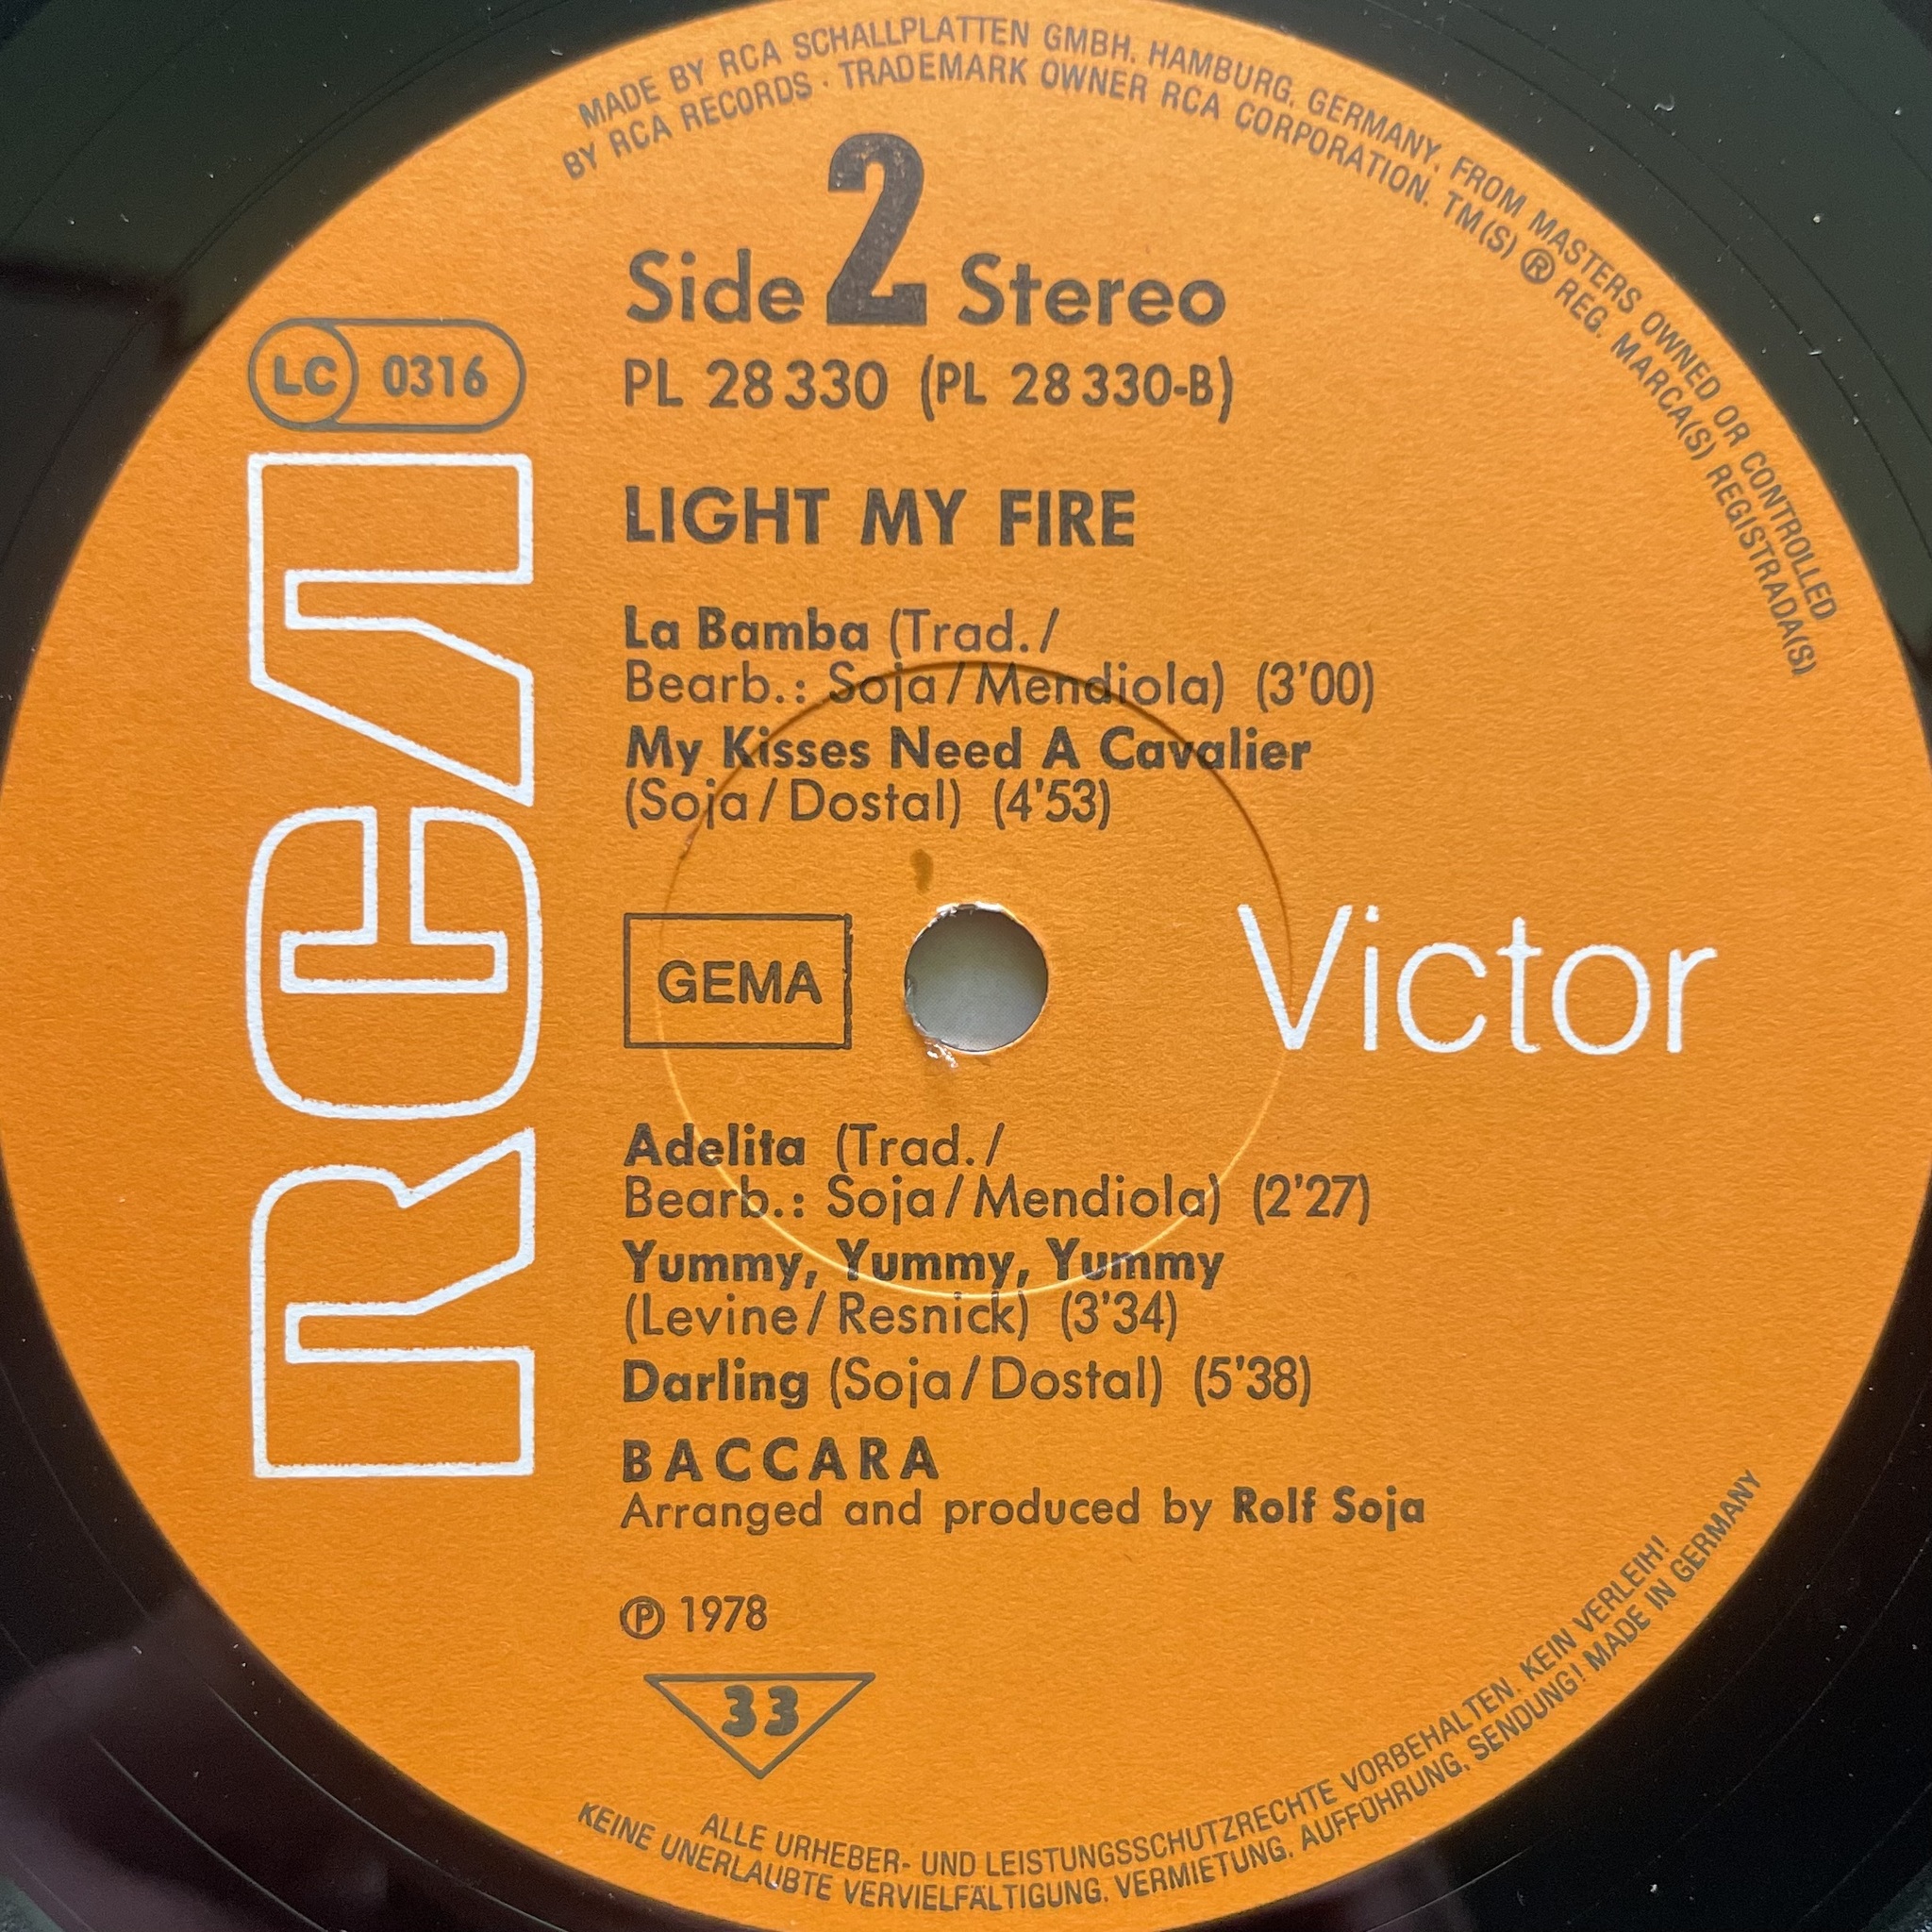 MADE BY RCA SCHALLPLATTEN GMBH, HAMBURG, GERMANY, FROM MASTERS OWNED OR CONTROLLED
BY RCA RECORDS · TRADEMARK OWNER RCA CORPORATION. TM(S) ® REG. MARCA(S) REGISTRADA(S)
Side 2 Stereo
LC 0316
PL 28 330 (PL 28 330-B)
LIGHT MY FIRE
La Bamba (Trad./
Bearb.: Soja/Mendiola) (3'00)
My Kisses Need A Cavalier
(Soja/Dostal) (4'53)
RCA
GEMA
Victor
Adelita (Trad./
Bearb.: Soja/Mendiola) (2'27)
Yummy, Yummy, Yummy
(Levine/Resnick) (3'34)
Darling (Soja/Dostal) (5'38)
BACCARA
Arranged and produced by Rolf Soja
℗ 1978
33
ALLE URHEBER- UND LEISTUNGSSCHUTZRECHTE VORBEHALTEN. KEIN VERLEIH!
KEINE UNERLAUBTE VERVIELFÄLTIGUNG, VERMIETUNG, AUFFÜHRUNG, SENDUNG! MADE IN GERMANY